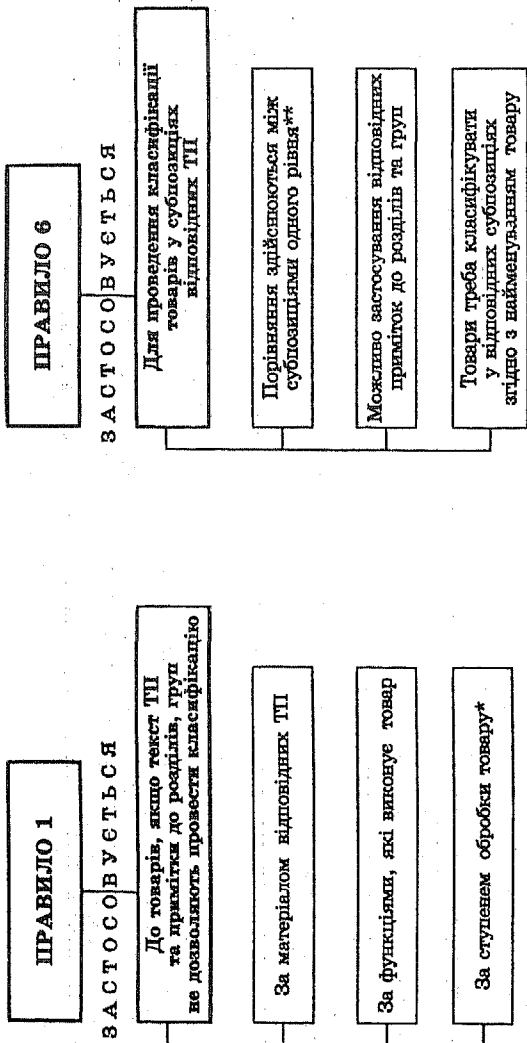 ПРАВИЛО 1
ЗАСТОСОВУЄТЬСЯ
До товарів, якщо текст ТП
та примітки до розділів, груп
не дозволяють провести класифікацію
За матеріалом відповідних ТП
За функціями, які виконує товар
За ступенем обробки товару*
ПРАВИЛО 6
ЗАСТОСОВУЄТЬСЯ
Для проведення класифікації
товарів у субпозиціях
відповідних ТП
Порівняння здійснюються між
субпозиціями одного рівня**
Можливо застосування відповідних
приміток до розділів та груп
Товари треба класифікувати
у відповідних субпозиціях
згідно з найменуванням товару